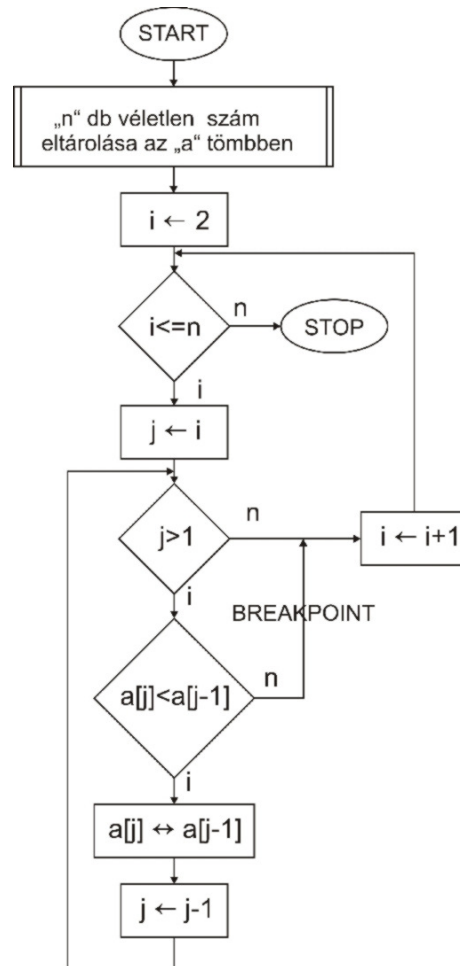 START
„n“ db véletlen szám
eltárolása az „a“ tömbben
i ← 2
i<=n
n
STOP
i
j ← i
j>1
n
i ← i+1
i
BREAKPOINT
a[j]<a[j-1]
n
i
a[j] ↔ a[j-1]
j ← j-1